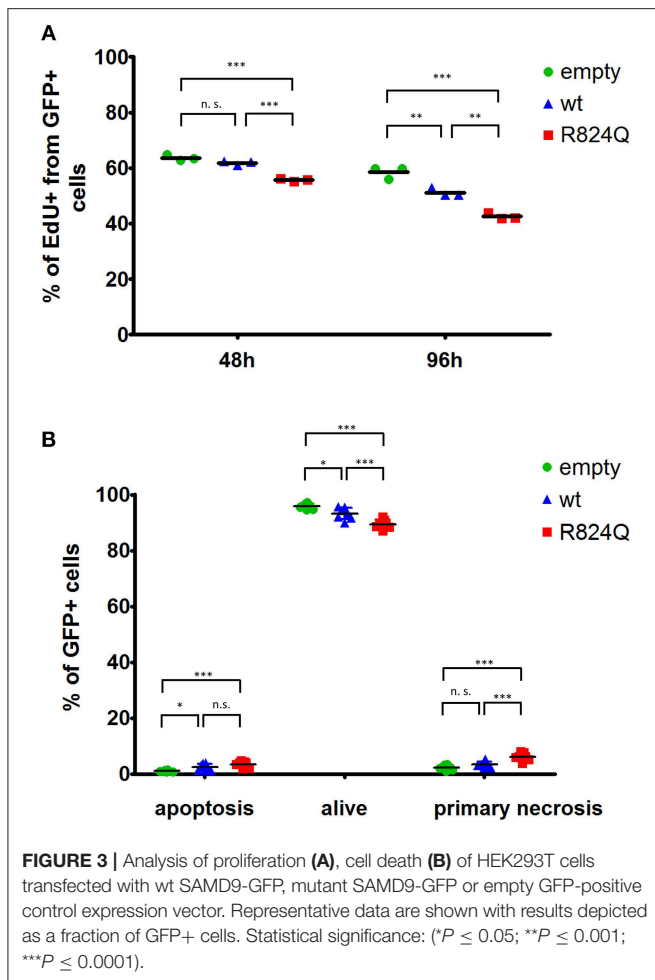 A
empty
wt
R824Q
***
***
n. s.
***
**
**
100
80
60
40
20
0
% of EdU+ from GFP+
cells
48h
96h
B
empty
wt
R824Q
***
*
***
***
*
n.s.
***
n. s.
***
100
80
60
40
20
0
% of GFP+ cells
apoptosis
alive
primary necrosis
FIGURE 3 | Analysis of proliferation (A), cell death (B) of HEK293T cells
transfected with wt SAMD9-GFP, mutant SAMD9-GFP or empty GFP-positive
control expression vector. Representative data are shown with results depicted
as a fraction of GFP+ cells. Statistical significance: (*P ≤ 0.05; **P ≤ 0.001;
***P ≤ 0.0001).